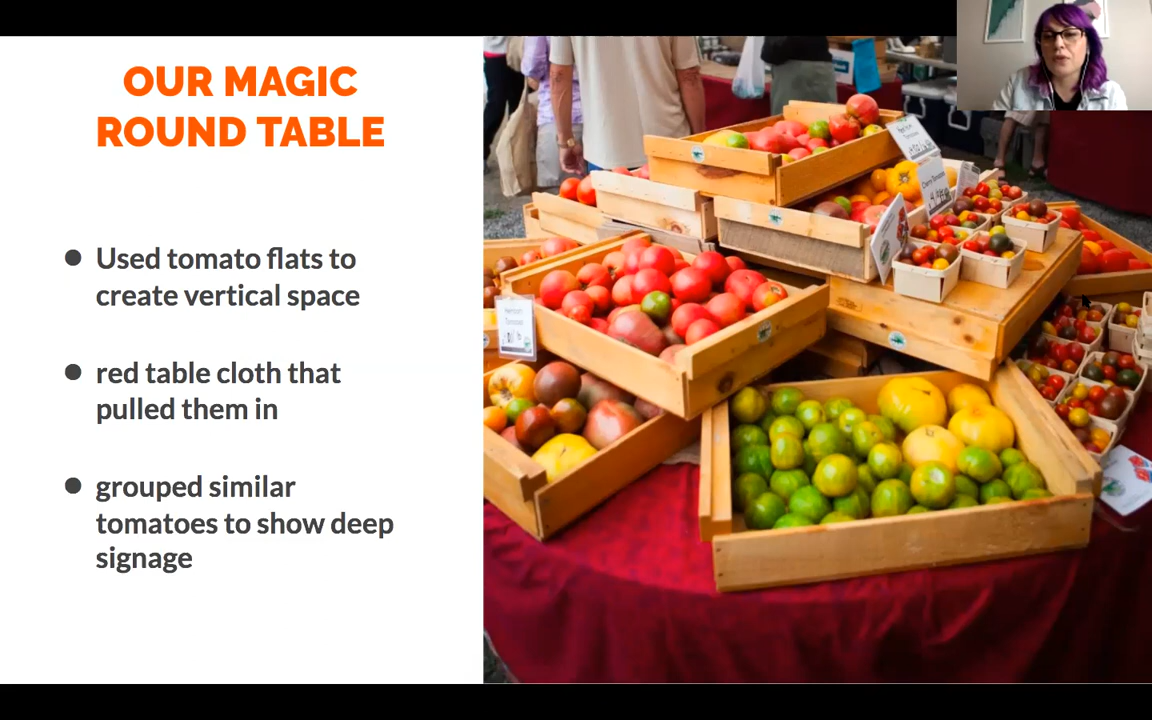 OUR MAGIC
ROUND TABLE
● Used tomato flats to
create vertical space
● red table cloth that
pulled them in
● grouped similar
tomatoes to show deep
signage